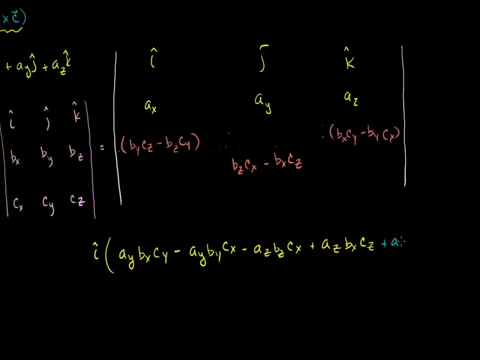 × c⃗)
+ a_y ĵ + a_z k̂
î ĵ k̂
b_x b_y b_z
c_x c_y c_z
=
î ĵ k̂
a_x a_y a_z
(b_y c_z − b_z c_y) b_z c_x − b_x c_z (b_x c_y − b_y c_x)
î ( a_y b_x c_y − a_y b_y c_x − a_z b_z c_x + a_z b_x c_z + a